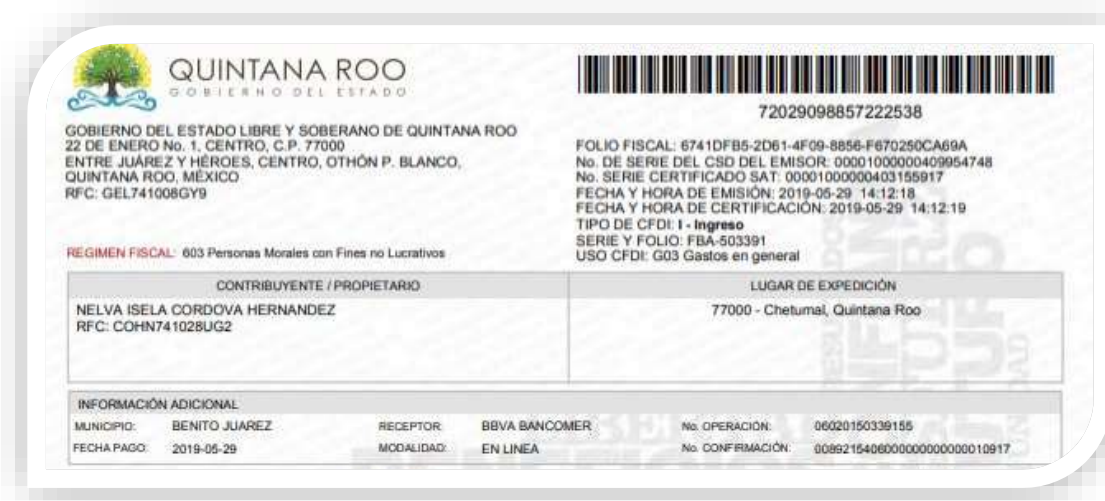 QUINTANA ROO
GOBIERNO DEL ESTADO
72029098857222538
GOBIERNO DEL ESTADO LIBRE Y SOBERANO DE QUINTANA ROO
22 DE ENERO No. 1, CENTRO, C.P. 77000
ENTRE JUÁREZ Y HÉROES, CENTRO, OTHÓN P. BLANCO,
QUINTANA ROO, MÉXICO
RFC: GEL741008GY9
REGIMEN FISCAL: 603 Personas Morales con Fines no Lucrativos
FOLIO FISCAL: 6741DFB5-2D61-4F09-8856-F670250CA69A
No. DE SERIE DEL CSD DEL EMISOR: 00001000000409954748
No. SERIE CERTIFICADO SAT: 00001000000403155917
FECHA Y HORA DE EMISIÓN: 2019-05-29 14:12:18
FECHA Y HORA DE CERTIFICACIÓN: 2019-05-29 14:12:19
TIPO DE CFDI: I - Ingreso
SERIE Y FOLIO: FBA-503391
USO CFDI: G03 Gastos en general
CONTRIBUYENTE / PROPIETARIO
NELVA ISELA CORDOVA HERNANDEZ
RFC: COHN741028UG2
LUGAR DE EXPEDICIÓN
77000 - Chetumal, Quintana Roo
INFORMACIÓN ADICIONAL
MUNICIPIO: BENITO JUAREZ RECEPTOR: BBVA BANCOMER No. OPERACIÓN: 06020150339155
FECHA PAGO: 2019-05-29 MODALIDAD: EN LINEA No. CONFIRMACIÓN: